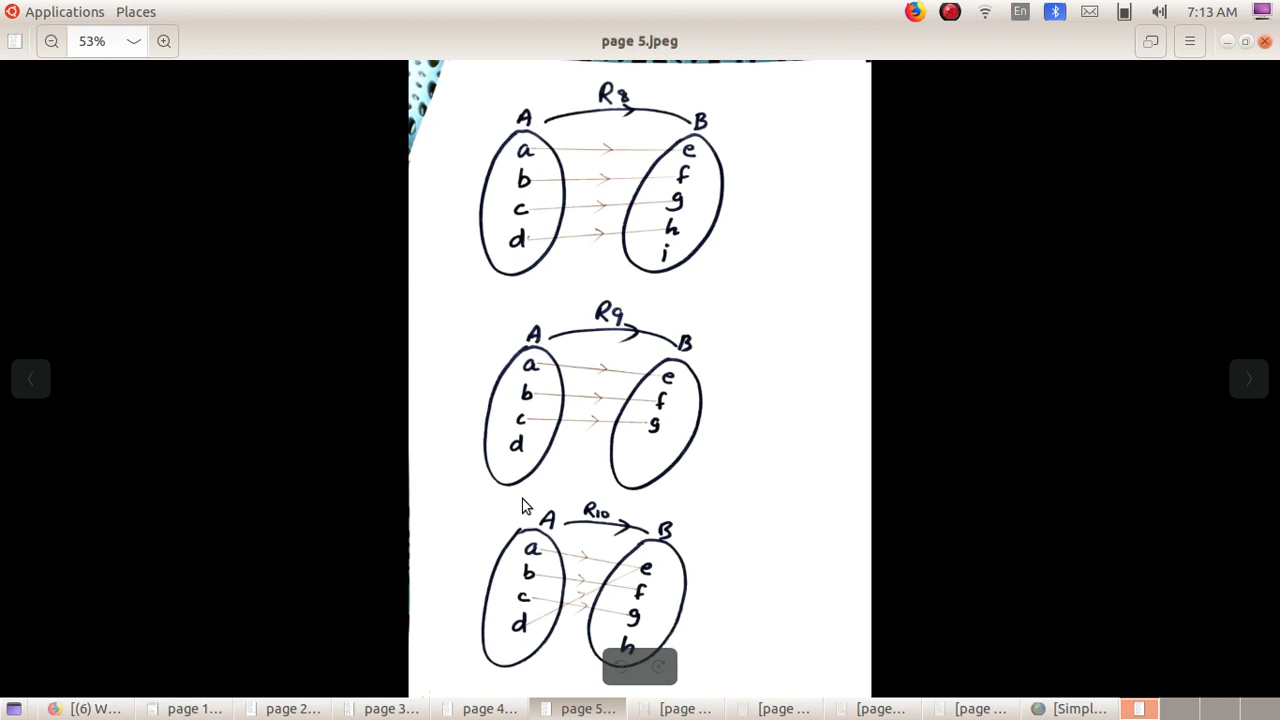 Applications Places
En
7:13 AM
53%
page 5.jpeg
R8
A B
a e
b f
c g
d h
i
R9
A B
a e
b f
c g
d
R10
A B
a e
b f
c g
d h
[(6) W...
page 1...
page 2...
page 3...
page 4...
page 5...
[page ...
[page ...
[page...
[page ...
[Simpl...